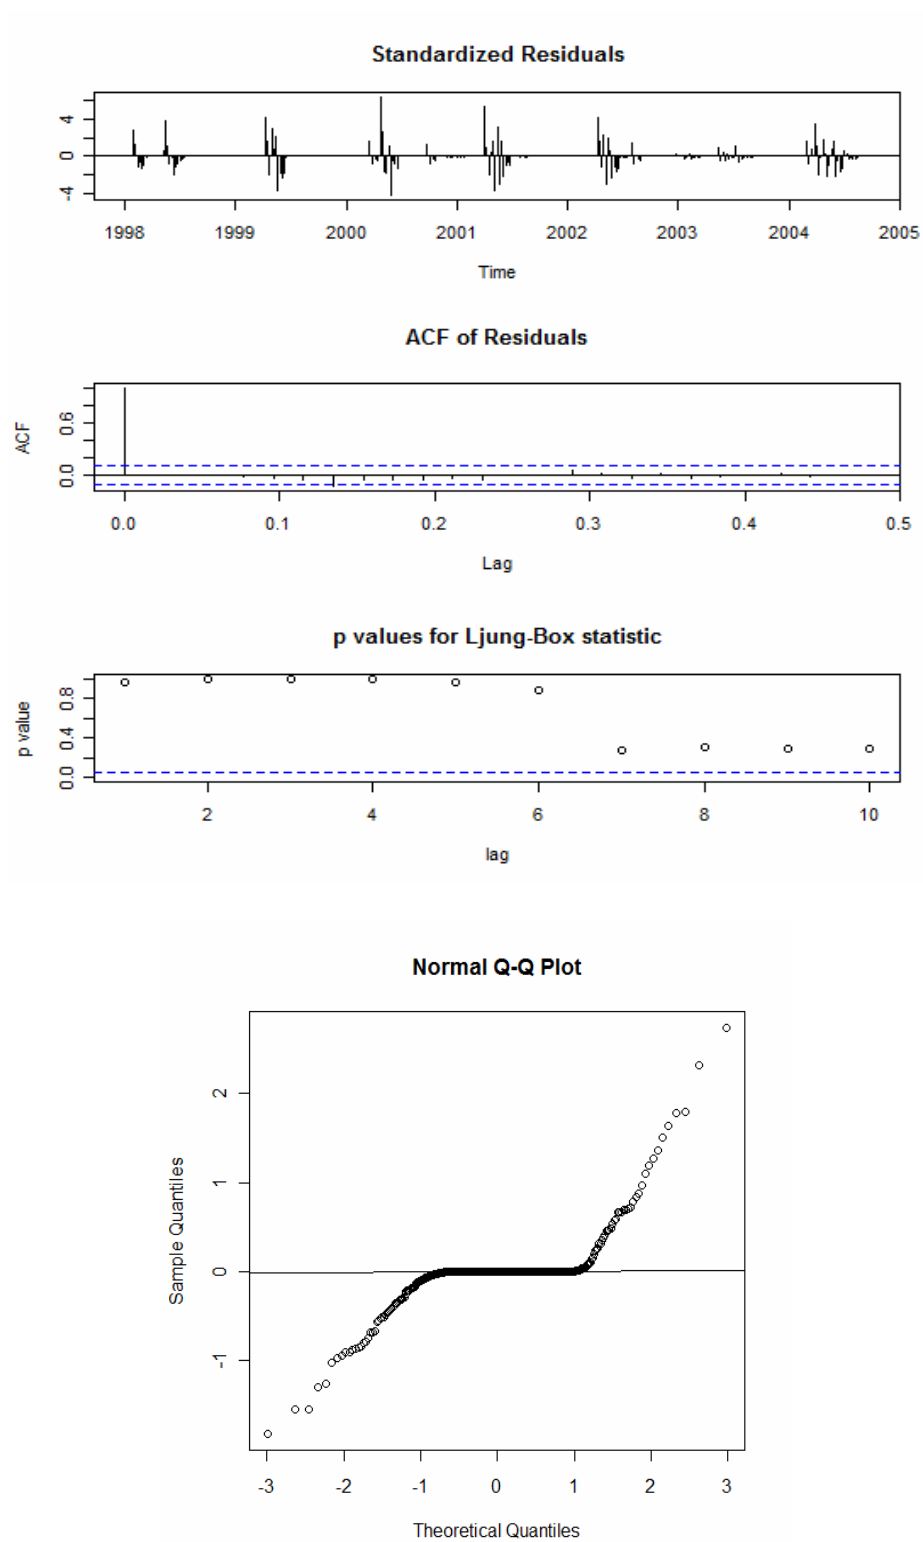 Standardized Residuals
4
0
-4
1998 1999 2000 2001 2002 2003 2004 2005
Time
ACF of Residuals
ACF
0.6
0.0
0.0 0.1 0.2 0.3 0.4 0.5
Lag
p values for Ljung-Box statistic
p value
0.8
0.4
0.0
2 4 6 8 10
lag
Normal Q-Q Plot
Sample Quantiles
2
1
0
-1
-3 -2 -1 0 1 2 3
Theoretical Quantiles